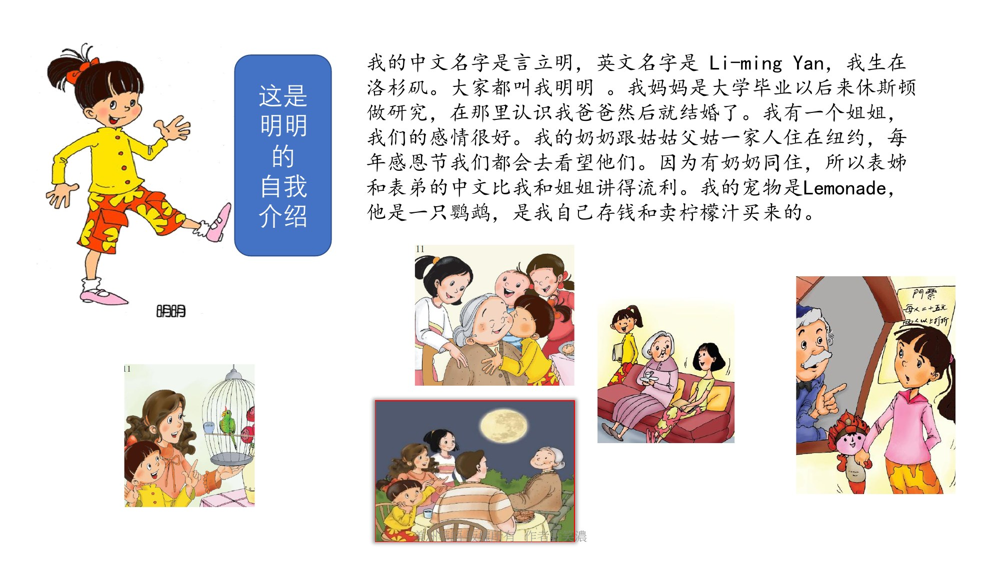 这是
明明
的
自我
介绍
我的中文名字是言立明，英文名字是 Li-ming Yan，我生在
洛杉矶。大家都叫我明明 。我妈妈是大学毕业以后来休斯顿
做研究，在那里认识我爸爸然后就结婚了。我有一个姐姐，
我们的感情很好。我的奶奶跟姑姑父姑一家人住在纽约，每
年感恩节我们都会去看望他们。因为有奶奶同住，所以表姊
和表弟的中文比我和姐姐讲得流利。我的宠物是Lemonade，
他是一只鹦鹉，是我自己存钱和卖柠檬汁买来的。
明明
11
11
門票
每人二十五元
两人以上打折
所有 作者
濃